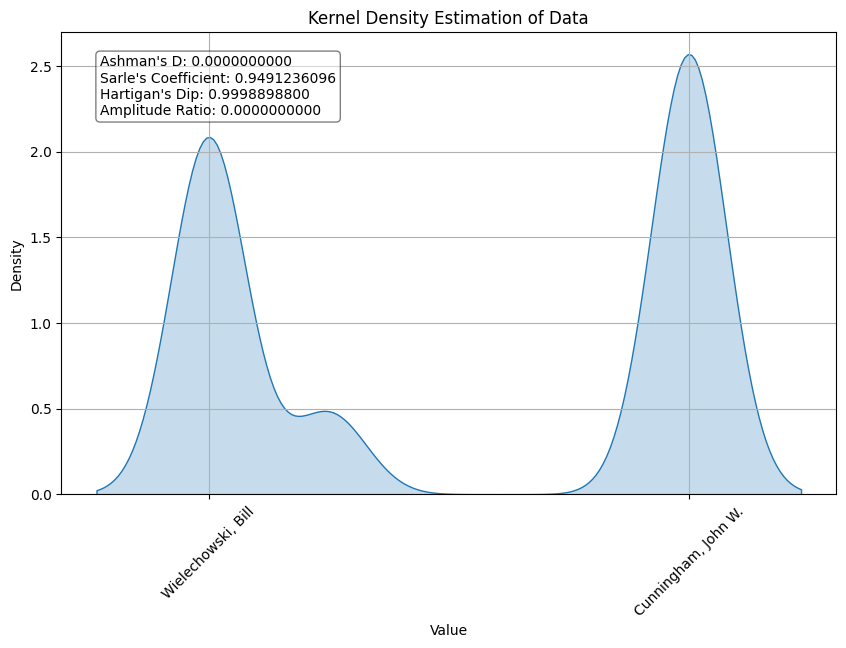 Kernel Density Estimation of Data
Ashman's D: 0.0000000000
Sarle's Coefficient: 0.9491236096
Hartigan's Dip: 0.9998898800
Amplitude Ratio: 0.0000000000
Density
2.5
2.0
1.5
1.0
0.5
0.0
Wielechowski, Bill
Cunningham, John W.
Value